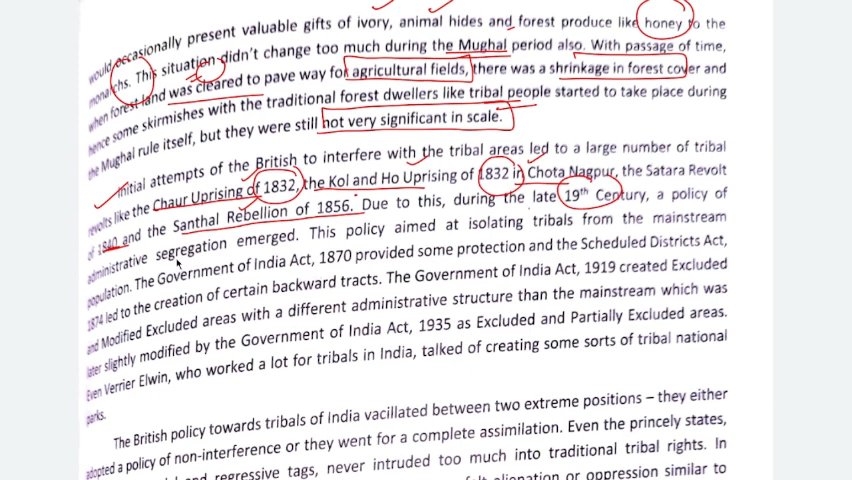 would occasionally present valuable gifts of ivory, animal hides and forest produce like honey to the
monarchs. This situation didn't change too much during the Mughal period also. With passage of time,
when forest land was cleared to pave way for agricultural fields, there was a shrinkage in forest cover and
hence some skirmishes with the traditional forest dwellers like tribal people started to take place during
the Mughal rule itself, but they were still not very significant in scale.
Initial attempts of the British to interfere with the tribal areas led to a large number of tribal
revolts like the Chaur Uprising of 1832, the Kol and Ho Uprising of 1832 in Chota Nagpur, the Satara Revolt
of 1840 and the Santhal Rebellion of 1856. Due to this, during the late 19th Century, a policy of
administrative segregation emerged. This policy aimed at isolating tribals from the mainstream
population. The Government of India Act, 1870 provided some protection and the Scheduled Districts Act,
1874 led to the creation of certain backward tracts. The Government of India Act, 1919 created Excluded
and Modified Excluded areas with a different administrative structure than the mainstream which was
later slightly modified by the Government of India Act, 1935 as Excluded and Partially Excluded areas.
Even Verrier Elwin, who worked a lot for tribals in India, talked of creating some sorts of tribal national
parks.
The British policy towards tribals of India vacillated between two extreme positions – they either
adopted a policy of non-interference or they went for a complete assimilation. Even the princely states,
regressive tags, never intruded too much into traditional tribal rights. In
alienation or oppression similar to